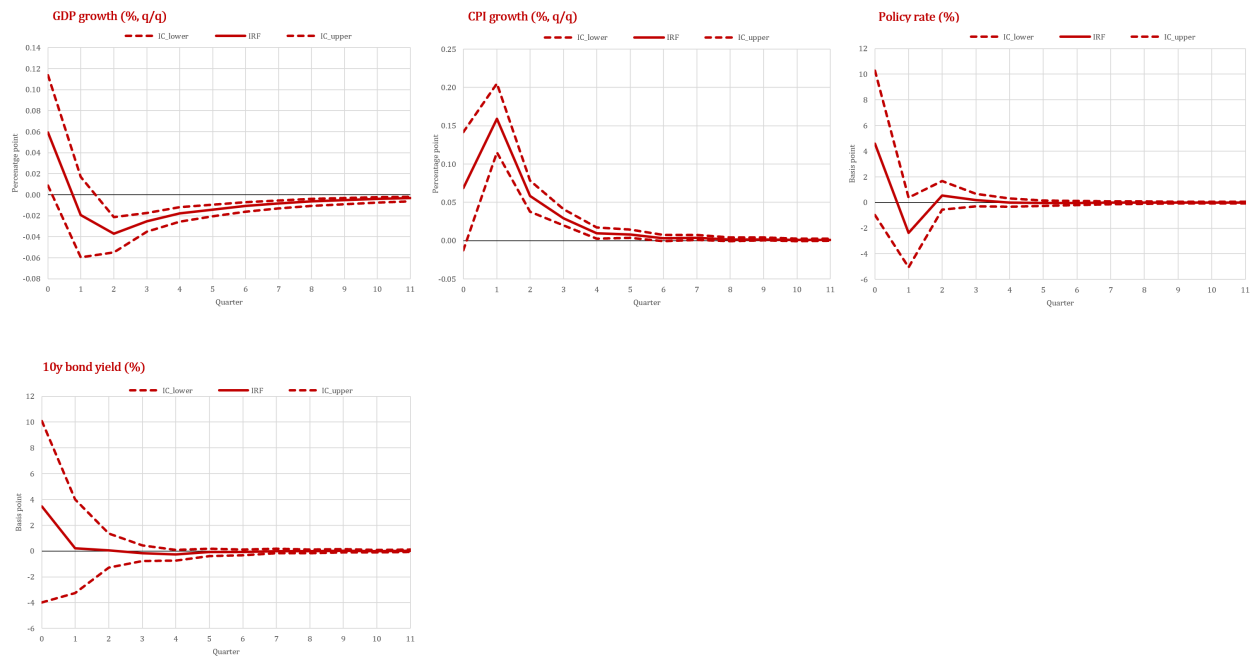 GDP growth (%, q/q)
IC_lower IRF IC_upper
0.14
0.12
0.10
0.08
0.06
0.04
0.02
0.00
-0.02
-0.04
-0.06
-0.08
Percenatge point
0 1 2 3 4 5 6 7 8 9 10 11
Quarter
CPI growth (%, q/q)
IC_lower IRF IC_upper
0.25
0.20
0.15
0.10
0.05
0.00
-0.05
Percentage point
0 1 2 3 4 5 6 7 8 9 10 11
Quarter
Policy rate (%)
IC_lower IRF IC_upper
12
10
8
6
4
2
0
-2
-4
-6
Basis point
0 1 2 3 4 5 6 7 8 9 10 11
Quarter
10y bond yield (%)
IC_lower IRF IC_upper
12
10
8
6
4
2
0
-2
-4
-6
Basis point
0 1 2 3 4 5 6 7 8 9 10 11
Quarter